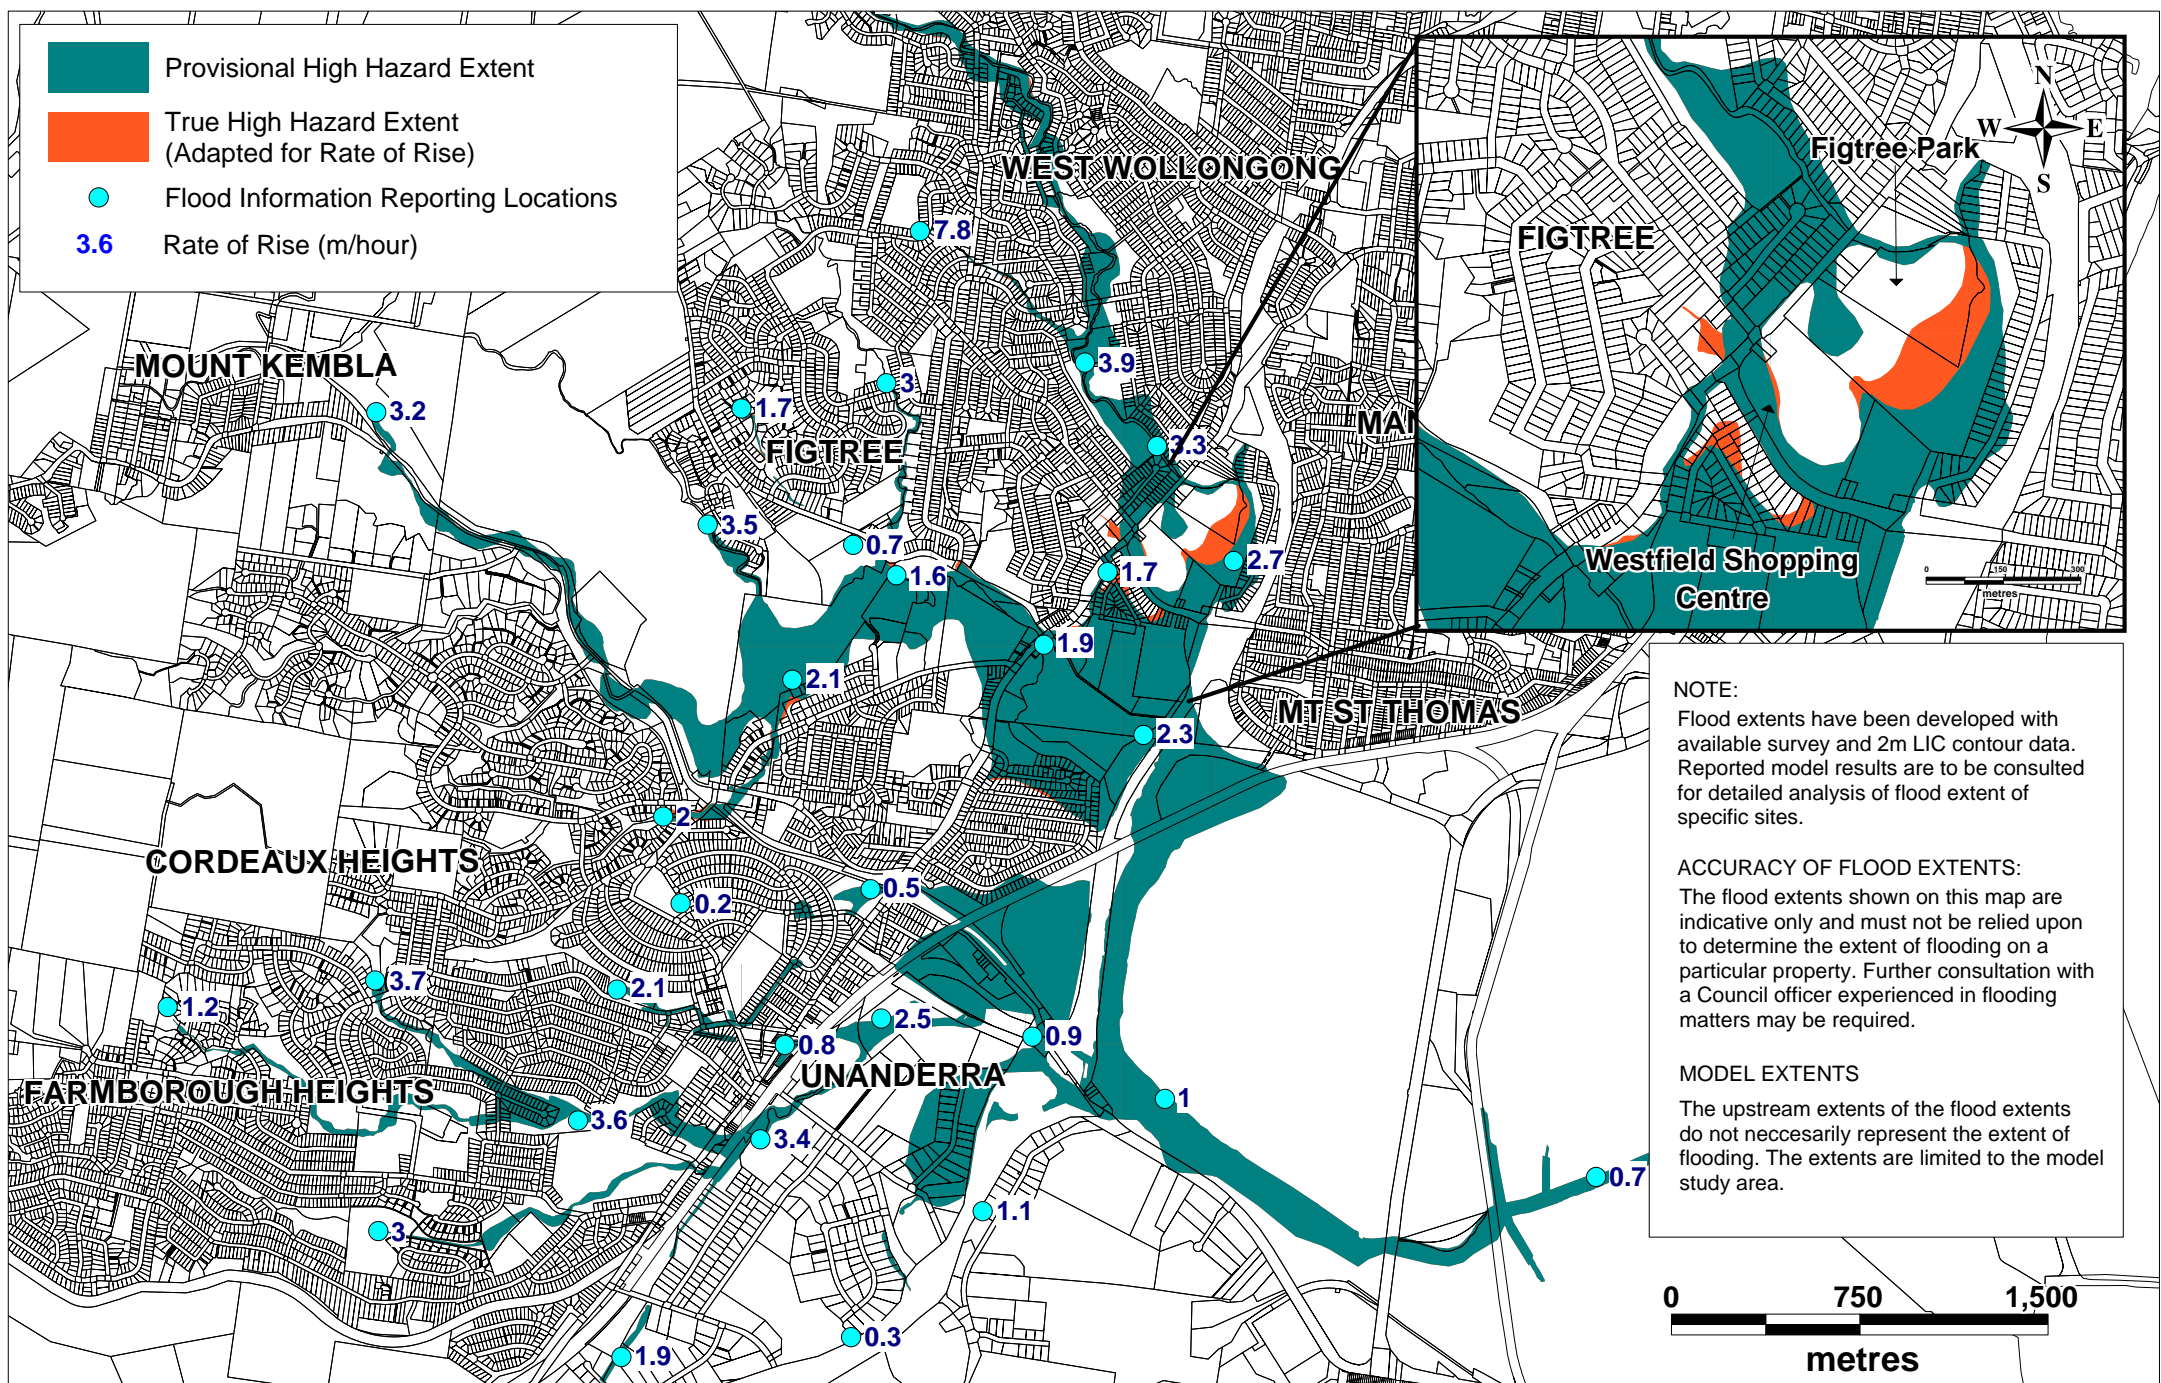 Provisional High Hazard Extent
True High Hazard Extent
(Adapted for Rate of Rise)
Flood Information Reporting Locations
3.6 Rate of Rise (m/hour)
WEST WOLLONGONG
7.8
MOUNT KEMBLA
3.2
3.9
3
1.7
FIGTREE
MAN
3.3
3.5
0.7
1.6
1.7
2.7
1.9
2.1
MT ST THOMAS
2.3
2
CORDEAUX HEIGHTS
0.5
0.2
3.7
2.1
1.2
2.5
0.9
0.8
UNANDERRA
FARMBOROUGH HEIGHTS
1
3.6
3.4
0.7
1.1
3
0.3
1.9
N
W E
S
Figtree Park
FIGTREE
Westfield Shopping
Centre
0 150 300
metres
NOTE:
Flood extents have been developed with
available survey and 2m LIC contour data.
Reported model results are to be consulted
for detailed analysis of flood extent of
specific sites.
ACCURACY OF FLOOD EXTENTS:
The flood extents shown on this map are
indicative only and must not be relied upon
to determine the extent of flooding on a
particular property. Further consultation with
a Council officer experienced in flooding
matters may be required.
MODEL EXTENTS
The upstream extents of the flood extents
do not neccesarily represent the extent of
flooding. The extents are limited to the model
study area.
0 750 1,500
metres